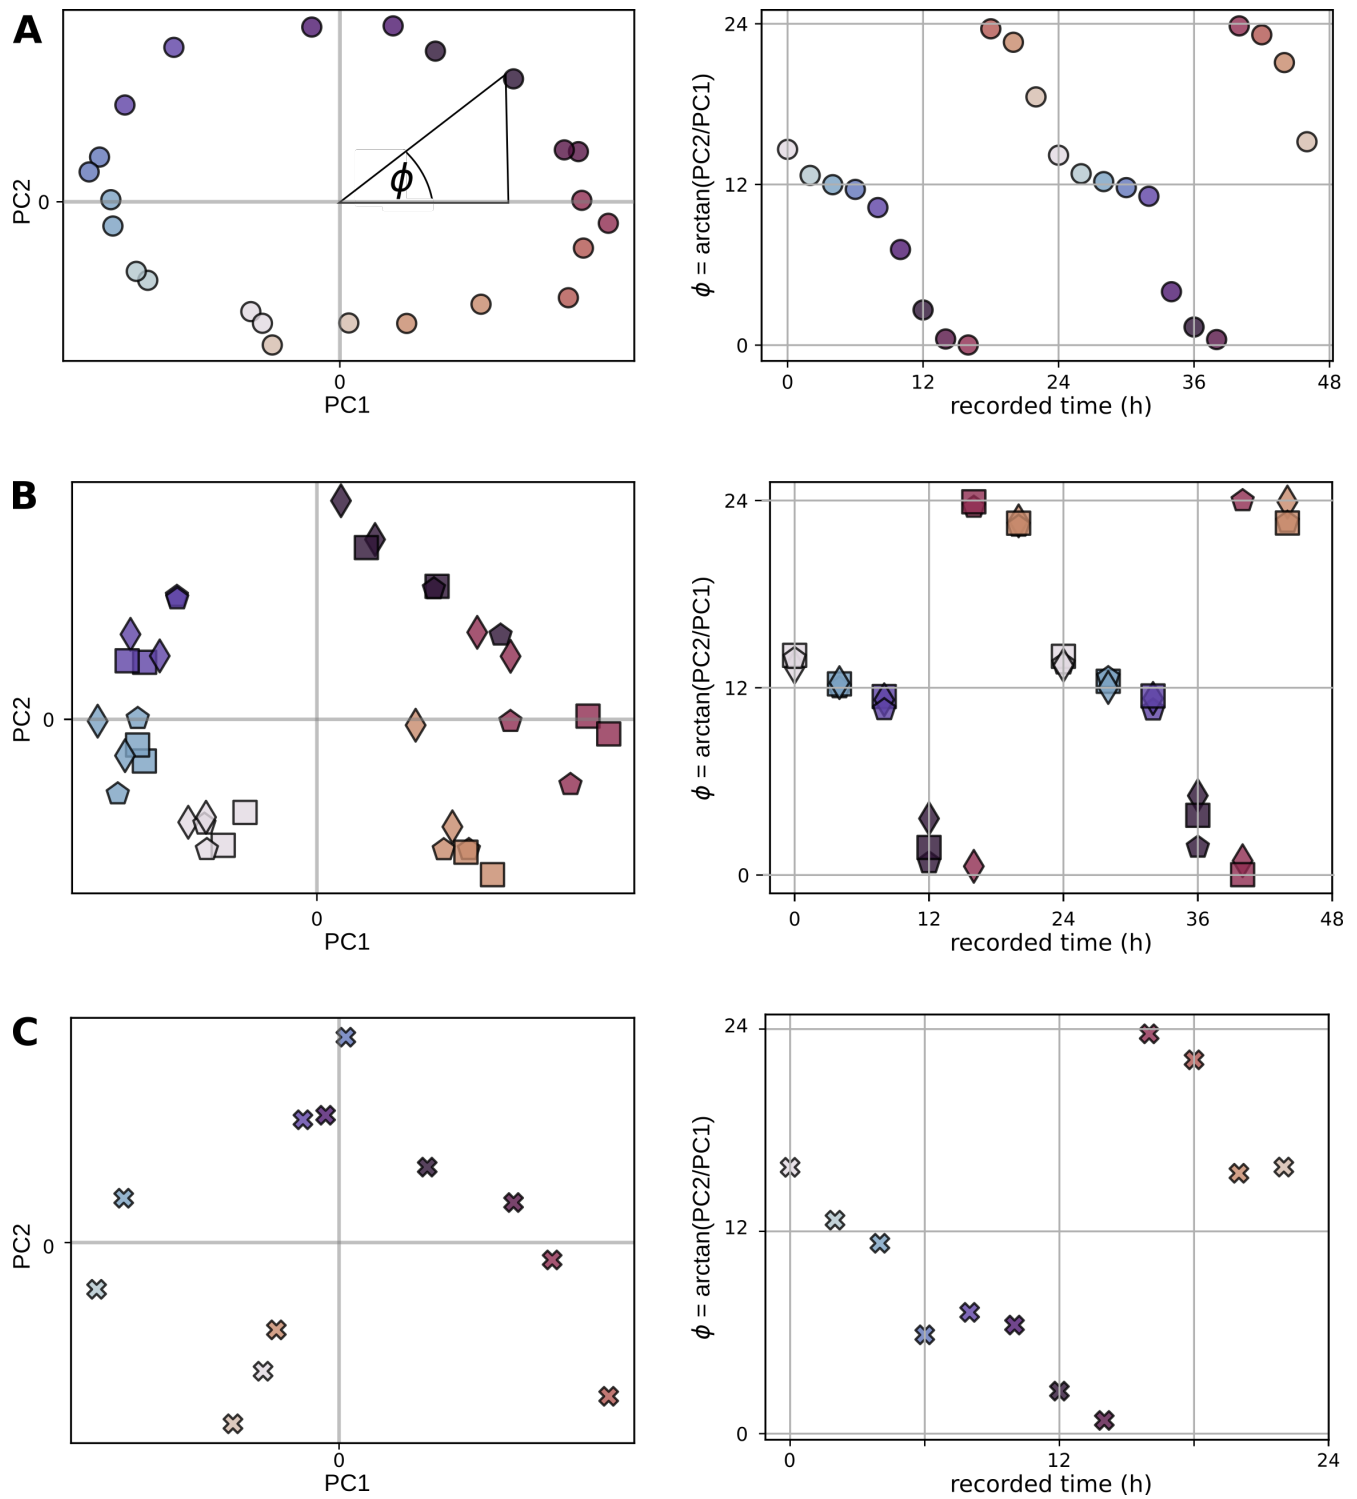 A
PC2
0
ϕ
0
PC1
ϕ = arctan(PC2/PC1)
24
12
0
0 12 24 36 48
recorded time (h)
B
PC2
0
0
PC1
ϕ = arctan(PC2/PC1)
24
12
0
0 12 24 36 48
recorded time (h)
C
PC2
0
0
PC1
ϕ = arctan(PC2/PC1)
24
12
0
0 12 24
recorded time (h)